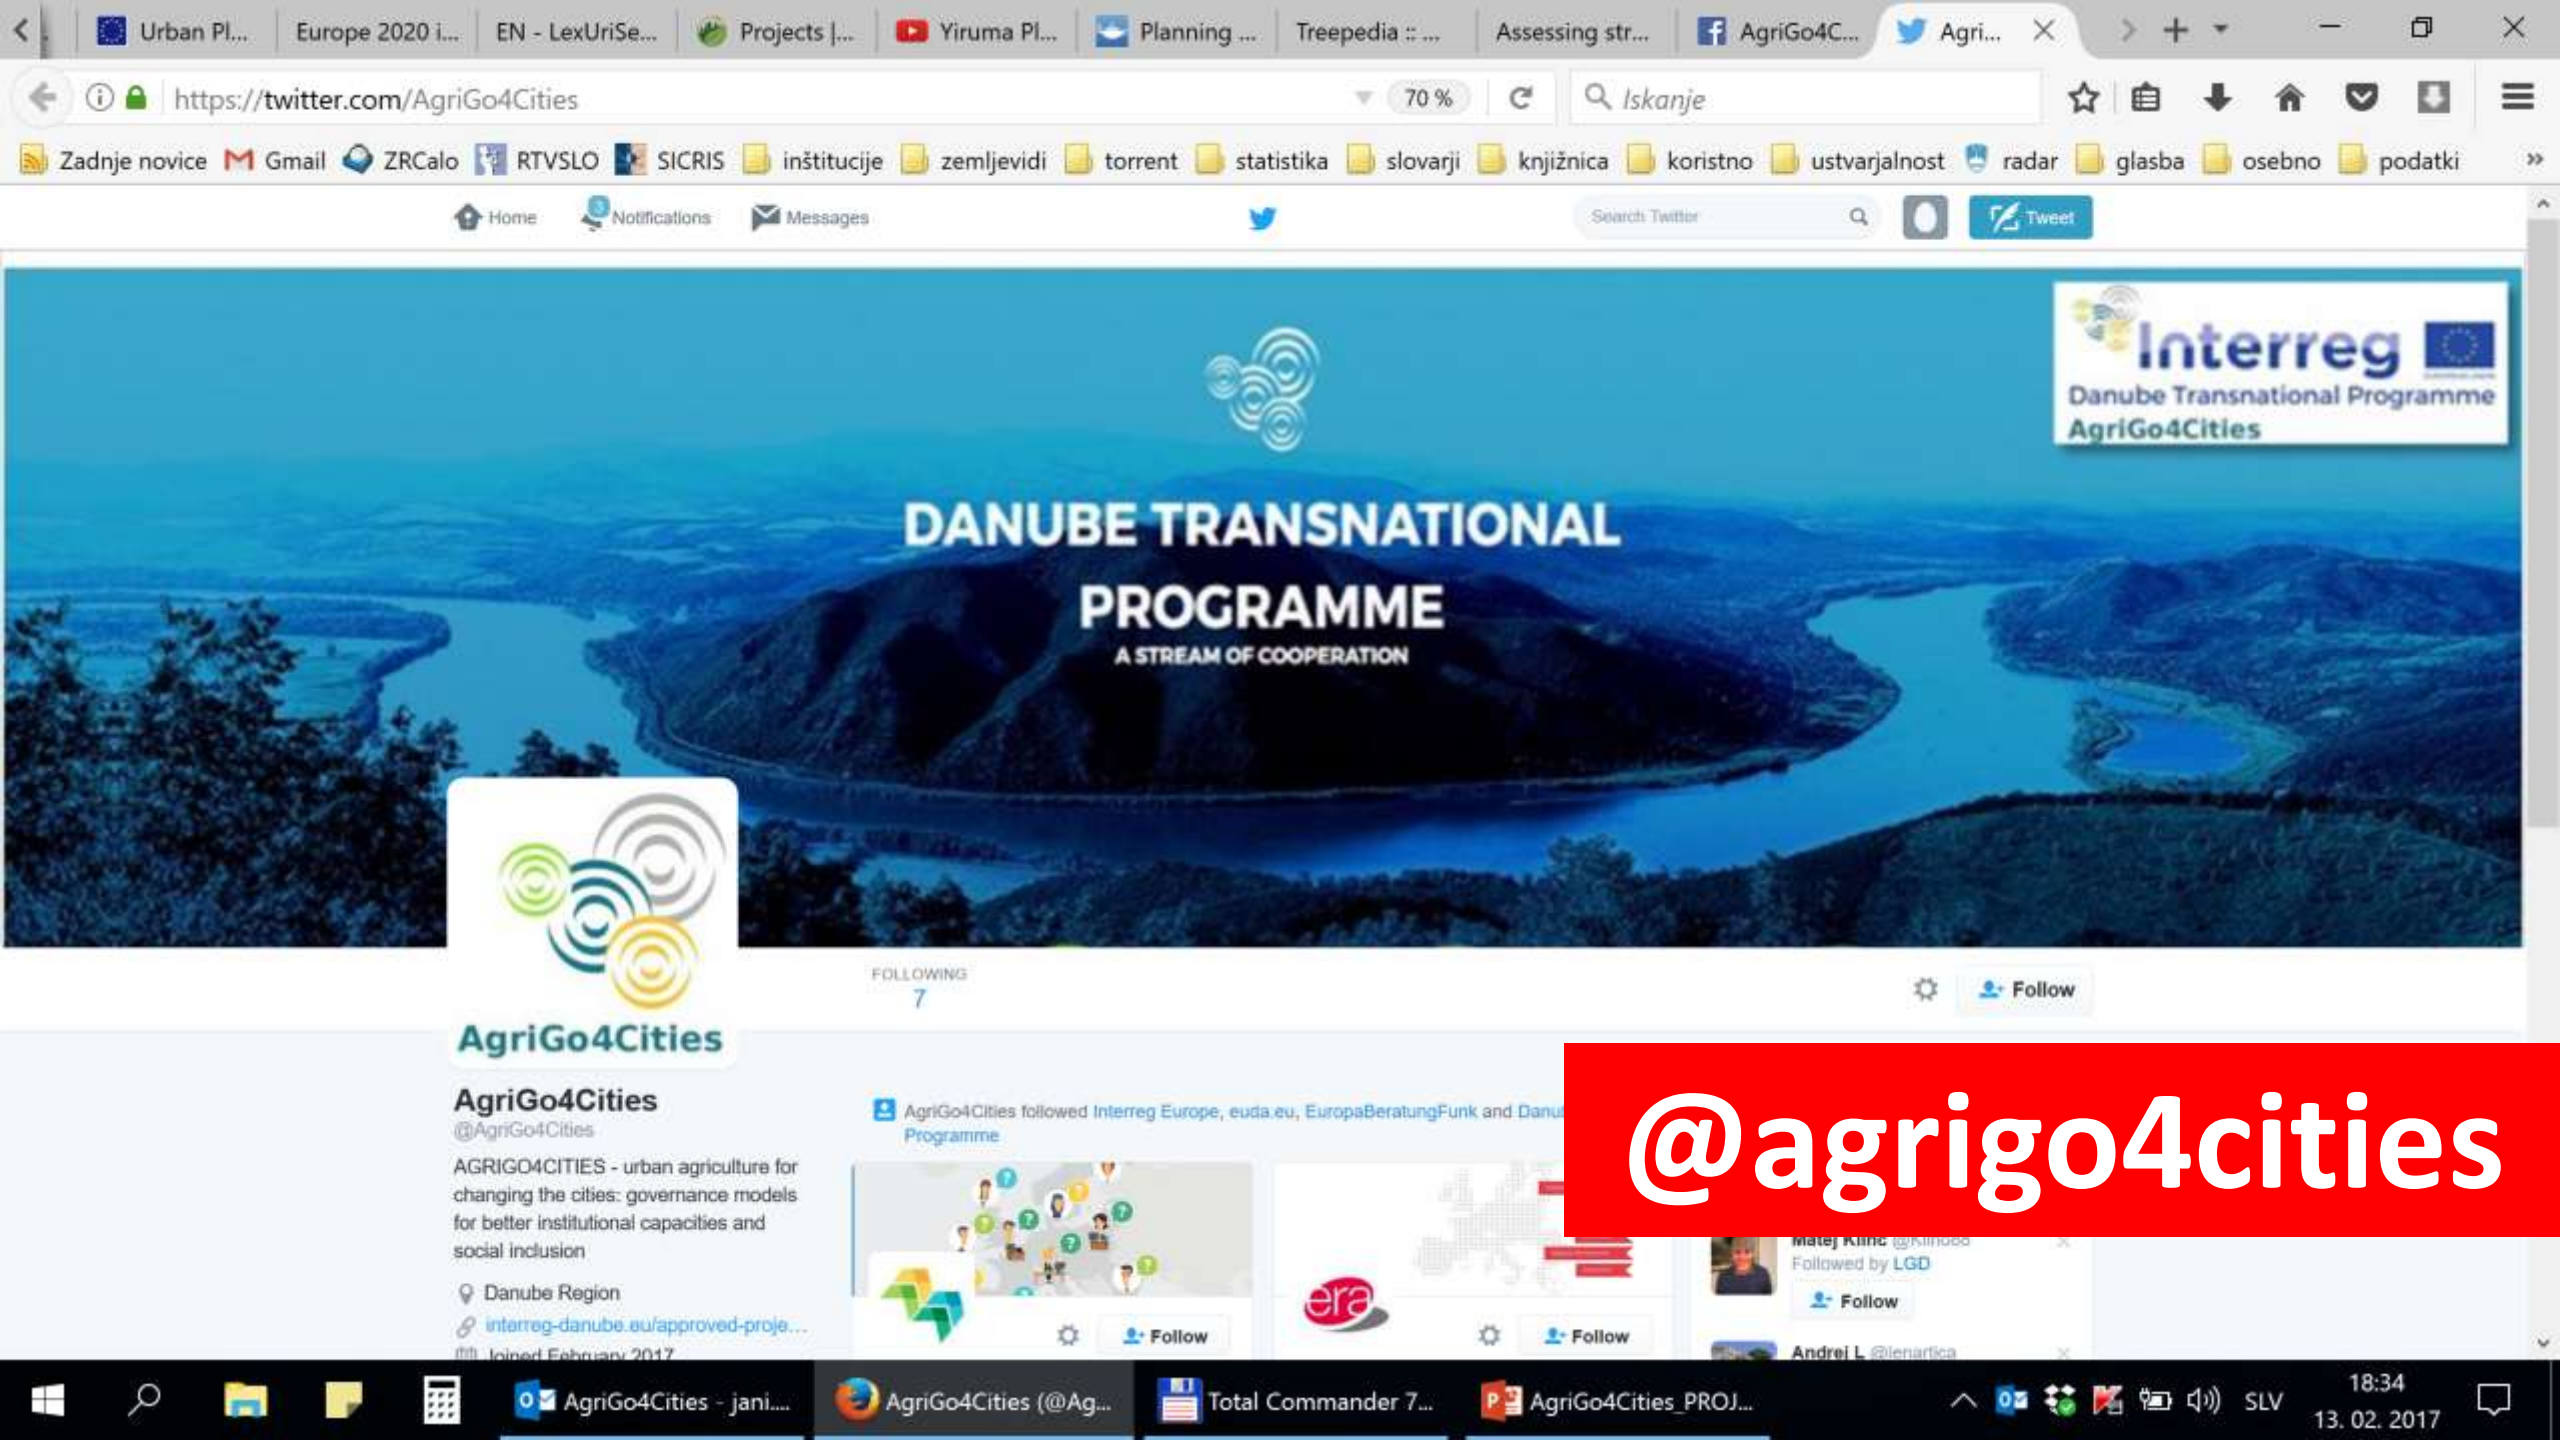 Urban Pl...
Europe 2020 i...
EN - LexUriSe...
Projects |...
Yiruma Pl...
Planning ...
Treepedia :: ...
Assessing str...
AgriGo4C...
Agri...
https://twitter.com/AgriGo4Cities
70 %
Iskanje
Zadnje novice
Gmail
ZRCalo
RTVSLO
SICRIS
inštitucije
zemljevidi
torrent
statistika
slovarji
knjižnica
koristno
ustvarjalnost
radar
glasba
osebno
podatki
Home
3
Notifications
Messages
Search Twitter
Tweet
Interreg
Danube Transnational Programme
AgriGo4Cities
DANUBE TRANSNATIONAL
PROGRAMME
A STREAM OF COOPERATION
AgriGo4Cities
FOLLOWING
7
Follow
AgriGo4Cities
@AgriGo4Cities
AGRIGO4CITIES - urban agriculture for
changing the cities: governance models
for better institutional capacities and
social inclusion
Danube Region
interreg-danube.eu/approved-proje...
Joined February 2017
AgriGo4Cities followed Interreg Europe, euda.eu, EuropaBeratungFunk and
Programme
Follow
era
Follow
@agrigo4cities
Matej Klinc
Followed by LGD
Follow
Andrej L @lenartica
AgriGo4Cities - jani....
AgriGo4Cities (@Ag...
Total Commander 7...
AgriGo4Cities_PROJ...
SLV
18:34
13. 02. 2017